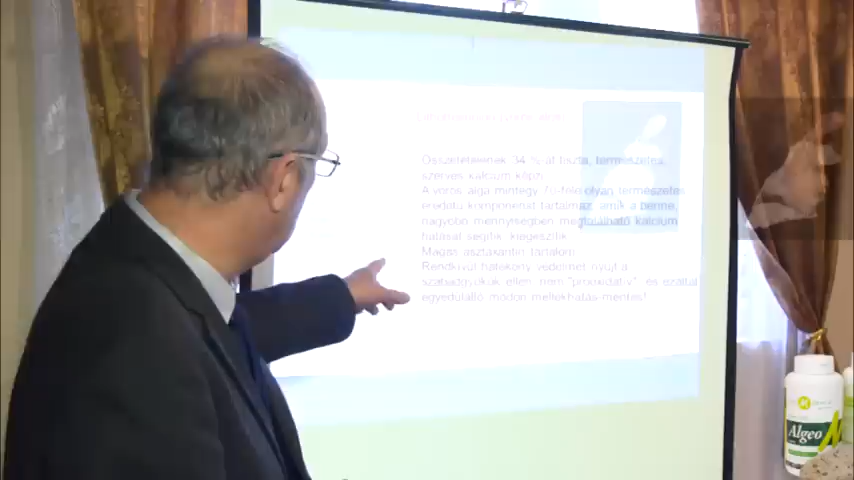 Összetételének 34 %-át tiszta, természetes,
szerves kalcium
A vörös alga mintegy 70-féle olyan természetes
eredetű komponenst tartalmaz, amik a benne,
nagyobb mennyiségben megtalálható kalcium
hatását segítik, kiegészítik.
Magas asztaxantin tartalom
Rendkívül hatékony védelmet nyújt a
szabadgyökök ellen, nem "prooxidatív" és ezáltal
egyedülálló módon mellékhatás-mentes!
Algeo